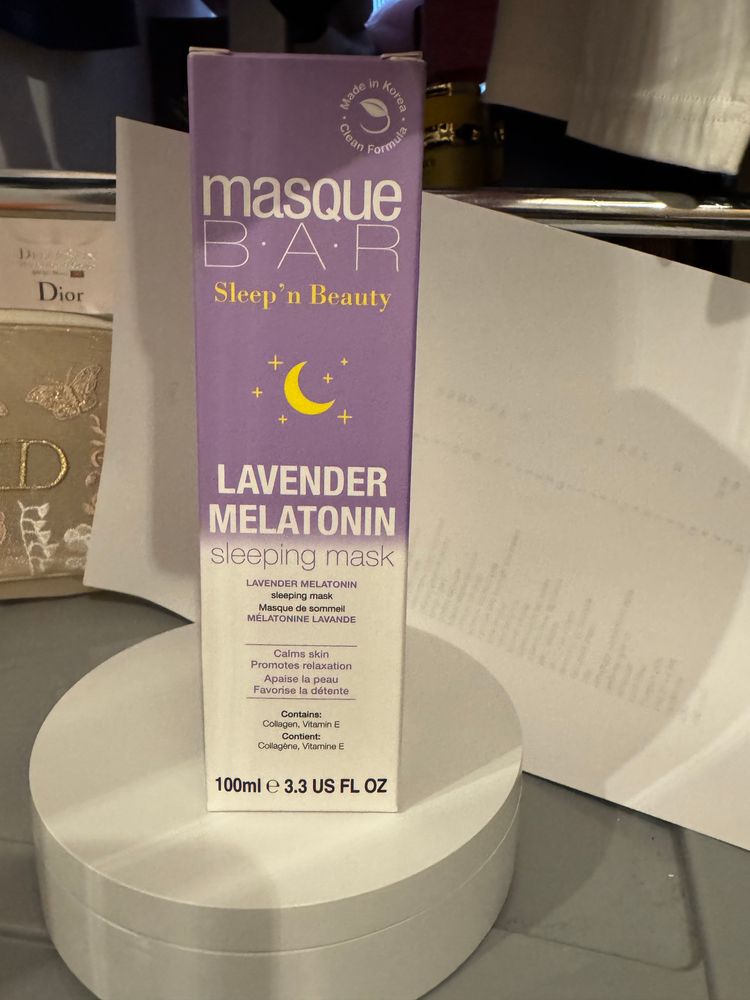 Made in Korea
Clean Formula
masque
B·A·R
Sleep'n Beauty
LAVENDER
MELATONIN
sleeping mask
LAVENDER MELATONIN
sleeping mask
Masque de sommeil
MÉLATONINE LAVANDE
Calms skin
Promotes relaxation
Apaise la peau
Favorise la détente
Contains:
Collagen, Vitamin E
Contient:
Collagène, Vitamine E
100ml ℮ 3.3 US FL OZ
Dior
D